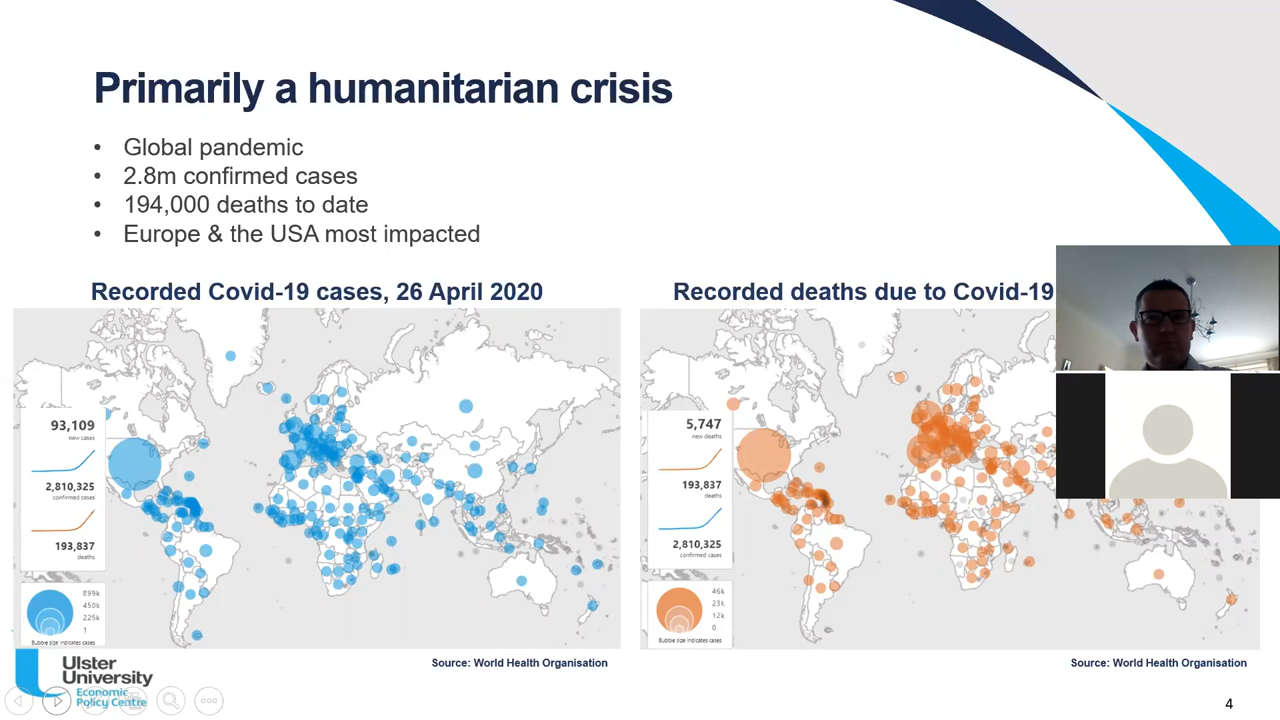 Primarily a humanitarian crisis
• Global pandemic
• 2.8m confirmed cases
• 194,000 deaths to date
• Europe & the USA most impacted
Recorded Covid-19 cases, 26 April 2020
93,109
new cases
2,810,325
confirmed cases
193,837
deaths
899k
450k
225k
1
Bubble size indicates cases
Source: World Health Organisation
Recorded deaths due to Covid-19
5,747
new deaths
193,837
deaths
2,810,325
confirmed cases
46k
23k
12k
0
Bubble size indicates cases
Source: World Health Organisation
Ulster
University
Economic
Policy Centre
4